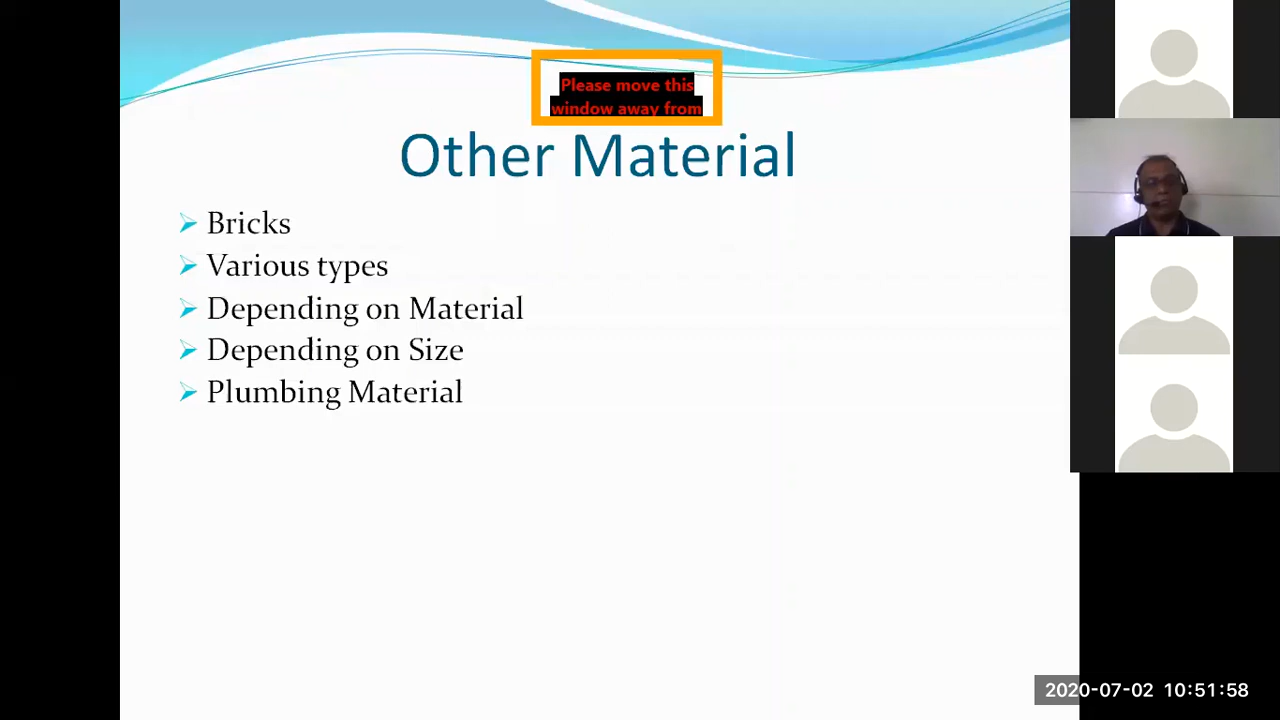 Please move this
window away from
Other Material
Bricks
Various types
Depending on Material
Depending on Size
Plumbing Material
2020-07-02 10:51:58